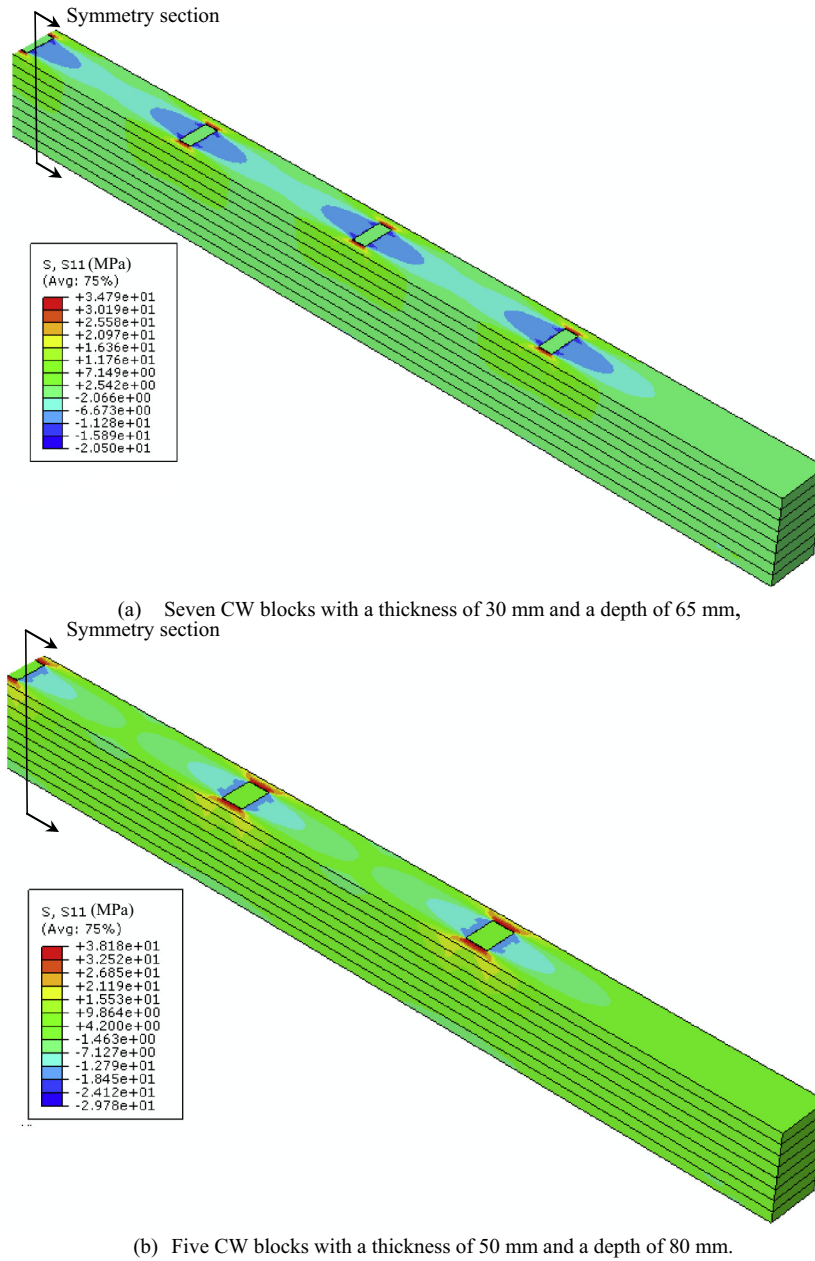 Symmetry section
S, S11 (MPa)
(Avg: 75%)
+3.479e+01
+3.019e+01
+2.558e+01
+2.097e+01
+1.636e+01
+1.176e+01
+7.149e+00
+2.542e+00
-2.066e+00
-6.673e+00
-1.128e+01
-1.589e+01
-2.050e+01
(a) Seven CW blocks with a thickness of 30 mm and a depth of 65 mm,
Symmetry section
S, S11 (MPa)
(Avg: 75%)
+3.818e+01
+3.252e+01
+2.685e+01
+2.119e+01
+1.553e+01
+9.864e+00
+4.200e+00
-1.463e+00
-7.127e+00
-1.279e+01
-1.845e+01
-2.412e+01
-2.978e+01
(b) Five CW blocks with a thickness of 50 mm and a depth of 80 mm.